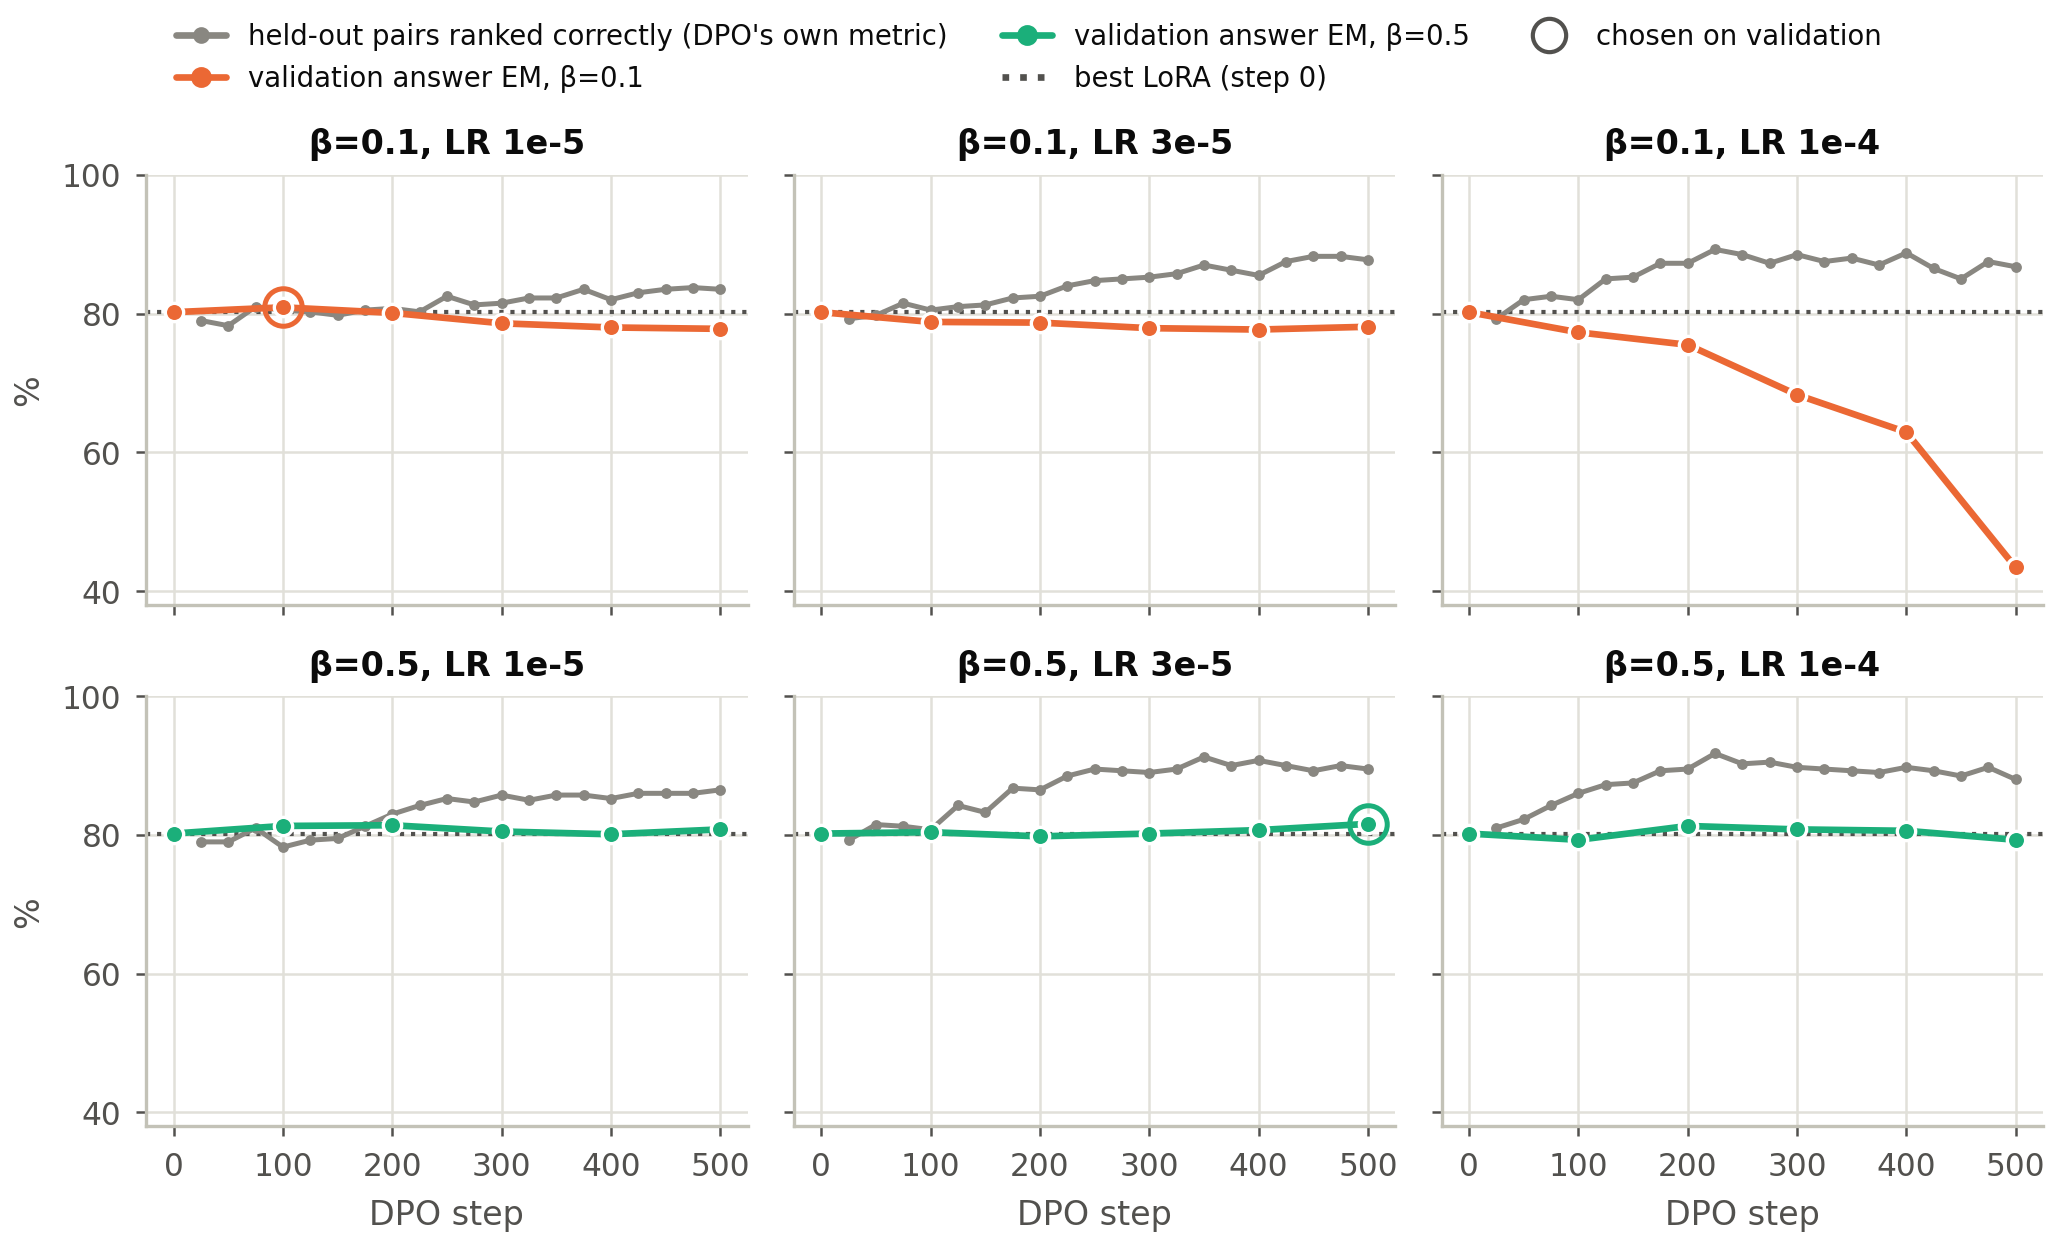 held-out pairs ranked correctly (DPO's own metric)
validation answer EM, β=0.1
validation answer EM, β=0.5
best LoRA (step 0)
chosen on validation
β=0.1, LR 1e-5
β=0.1, LR 3e-5
β=0.1, LR 1e-4
100
80
60
40
%
β=0.5, LR 1e-5
β=0.5, LR 3e-5
β=0.5, LR 1e-4
100
80
60
40
%
0 100 200 300 400 500
0 100 200 300 400 500
0 100 200 300 400 500
DPO step
DPO step
DPO step